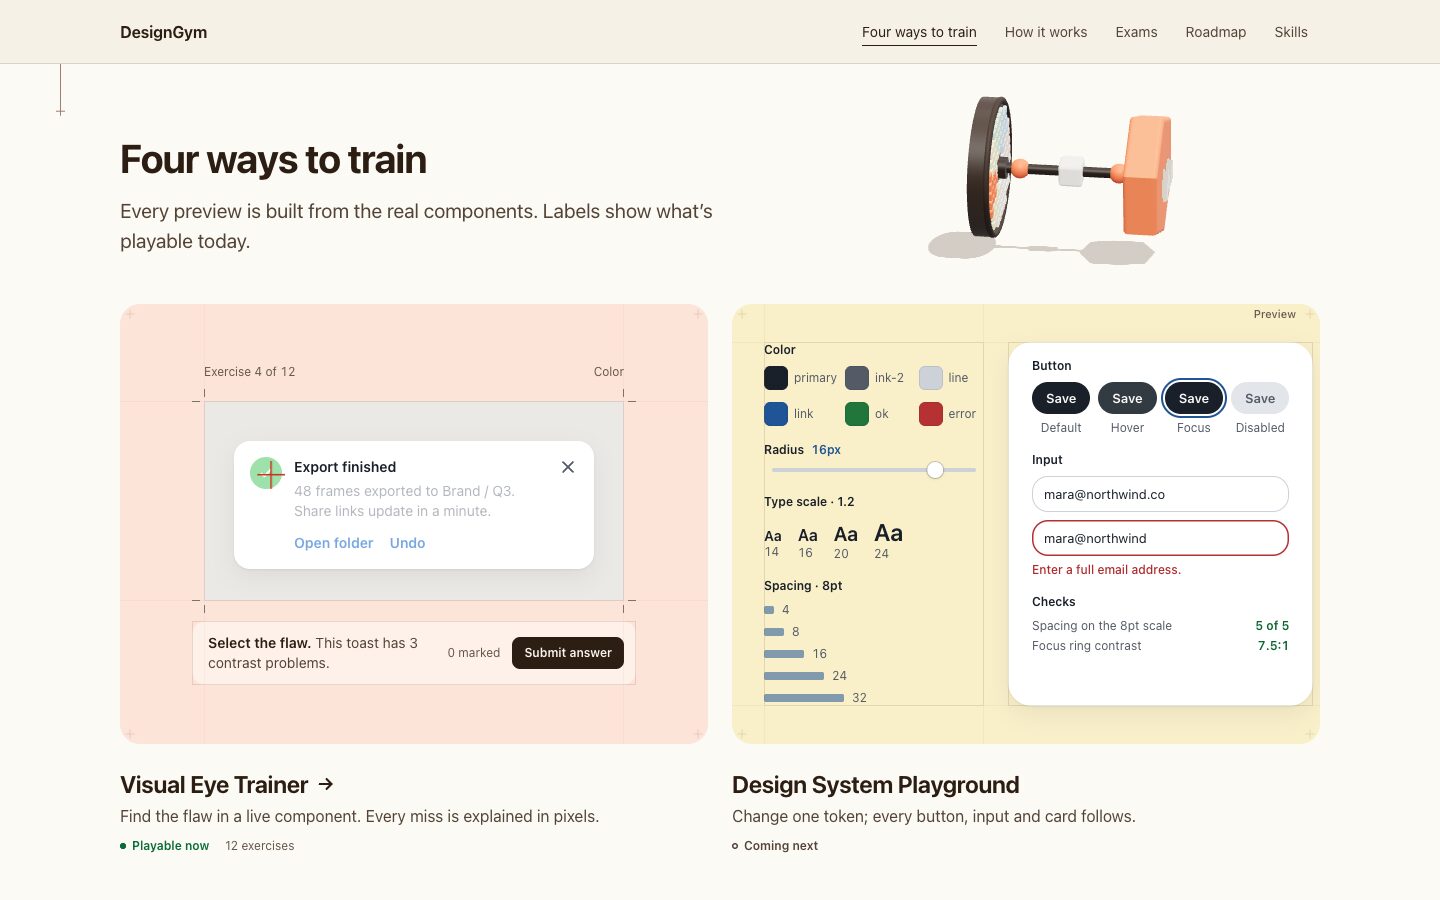 DesignGym
Four ways to train
How it works
Exams
Roadmap
Skills
Four ways to train
Every preview is built from the real components. Labels show what's
playable today.
Exercise 4 of 12
Color
Export finished
48 frames exported to Brand / Q3.
Share links update in a minute.
Open folder Undo
Select the flaw. This toast has 3
contrast problems.
0 marked
Submit answer
Preview
Color
primary ink-2 line
link ok error
Radius 16px
Type scale · 1.2
Aa Aa Aa Aa
14 16 20 24
Spacing · 8pt
4
8
16
24
32
Button
Save Save Save Save
Default Hover Focus Disabled
Input
mara@northwind.co
mara@northwind
Enter a full email address.
Checks
Spacing on the 8pt scale 5 of 5
Focus ring contrast 7.5:1
Visual Eye Trainer →
Find the flaw in a live component. Every miss is explained in pixels.
Playable now 12 exercises
Design System Playground
Change one token; every button, input and card follows.
Coming next